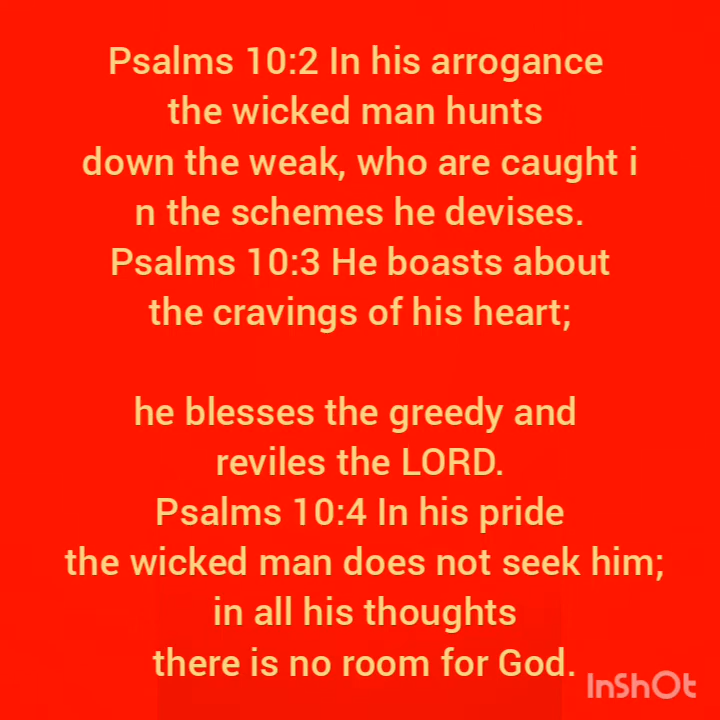 Psalms 10:2 In his arrogance
the wicked man hunts
down the weak, who are caught i
n the schemes he devises.
Psalms 10:3 He boasts about
the cravings of his heart;
he blesses the greedy and
reviles the LORD.
Psalms 10:4 In his pride
the wicked man does not seek him;
in all his thoughts
there is no room for God.
InShOt